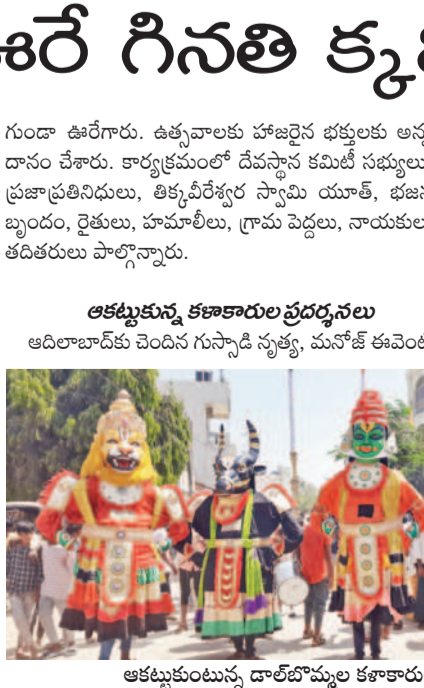 ఊరే గినతి క్క
గుండా ఊరేగారు. ఉత్సవాలకు హాజరైన భక్తులకు అన్న
దానం చేశారు. కార్యక్రమంలో దేవస్థాన కమిటీ సభ్యులు
ప్రజాప్రతినిధులు, తిక్కవీరేశ్వర స్వామి యూత్, భజన
బృందం, రైతులు, హమాలీలు, గ్రామ పెద్దలు, నాయకులు
తదితరులు పాల్గొన్నారు.
ఆకట్టుకున్న కళాకారుల ప్రదర్శనలు
ఆదిలాబాద్‌కు చెందిన గుస్సాడి నృత్య, మనోజ్ ఈవెంట్
ఆకట్టుకుంటున్న డాల్‌బొమ్మల కళాకారు